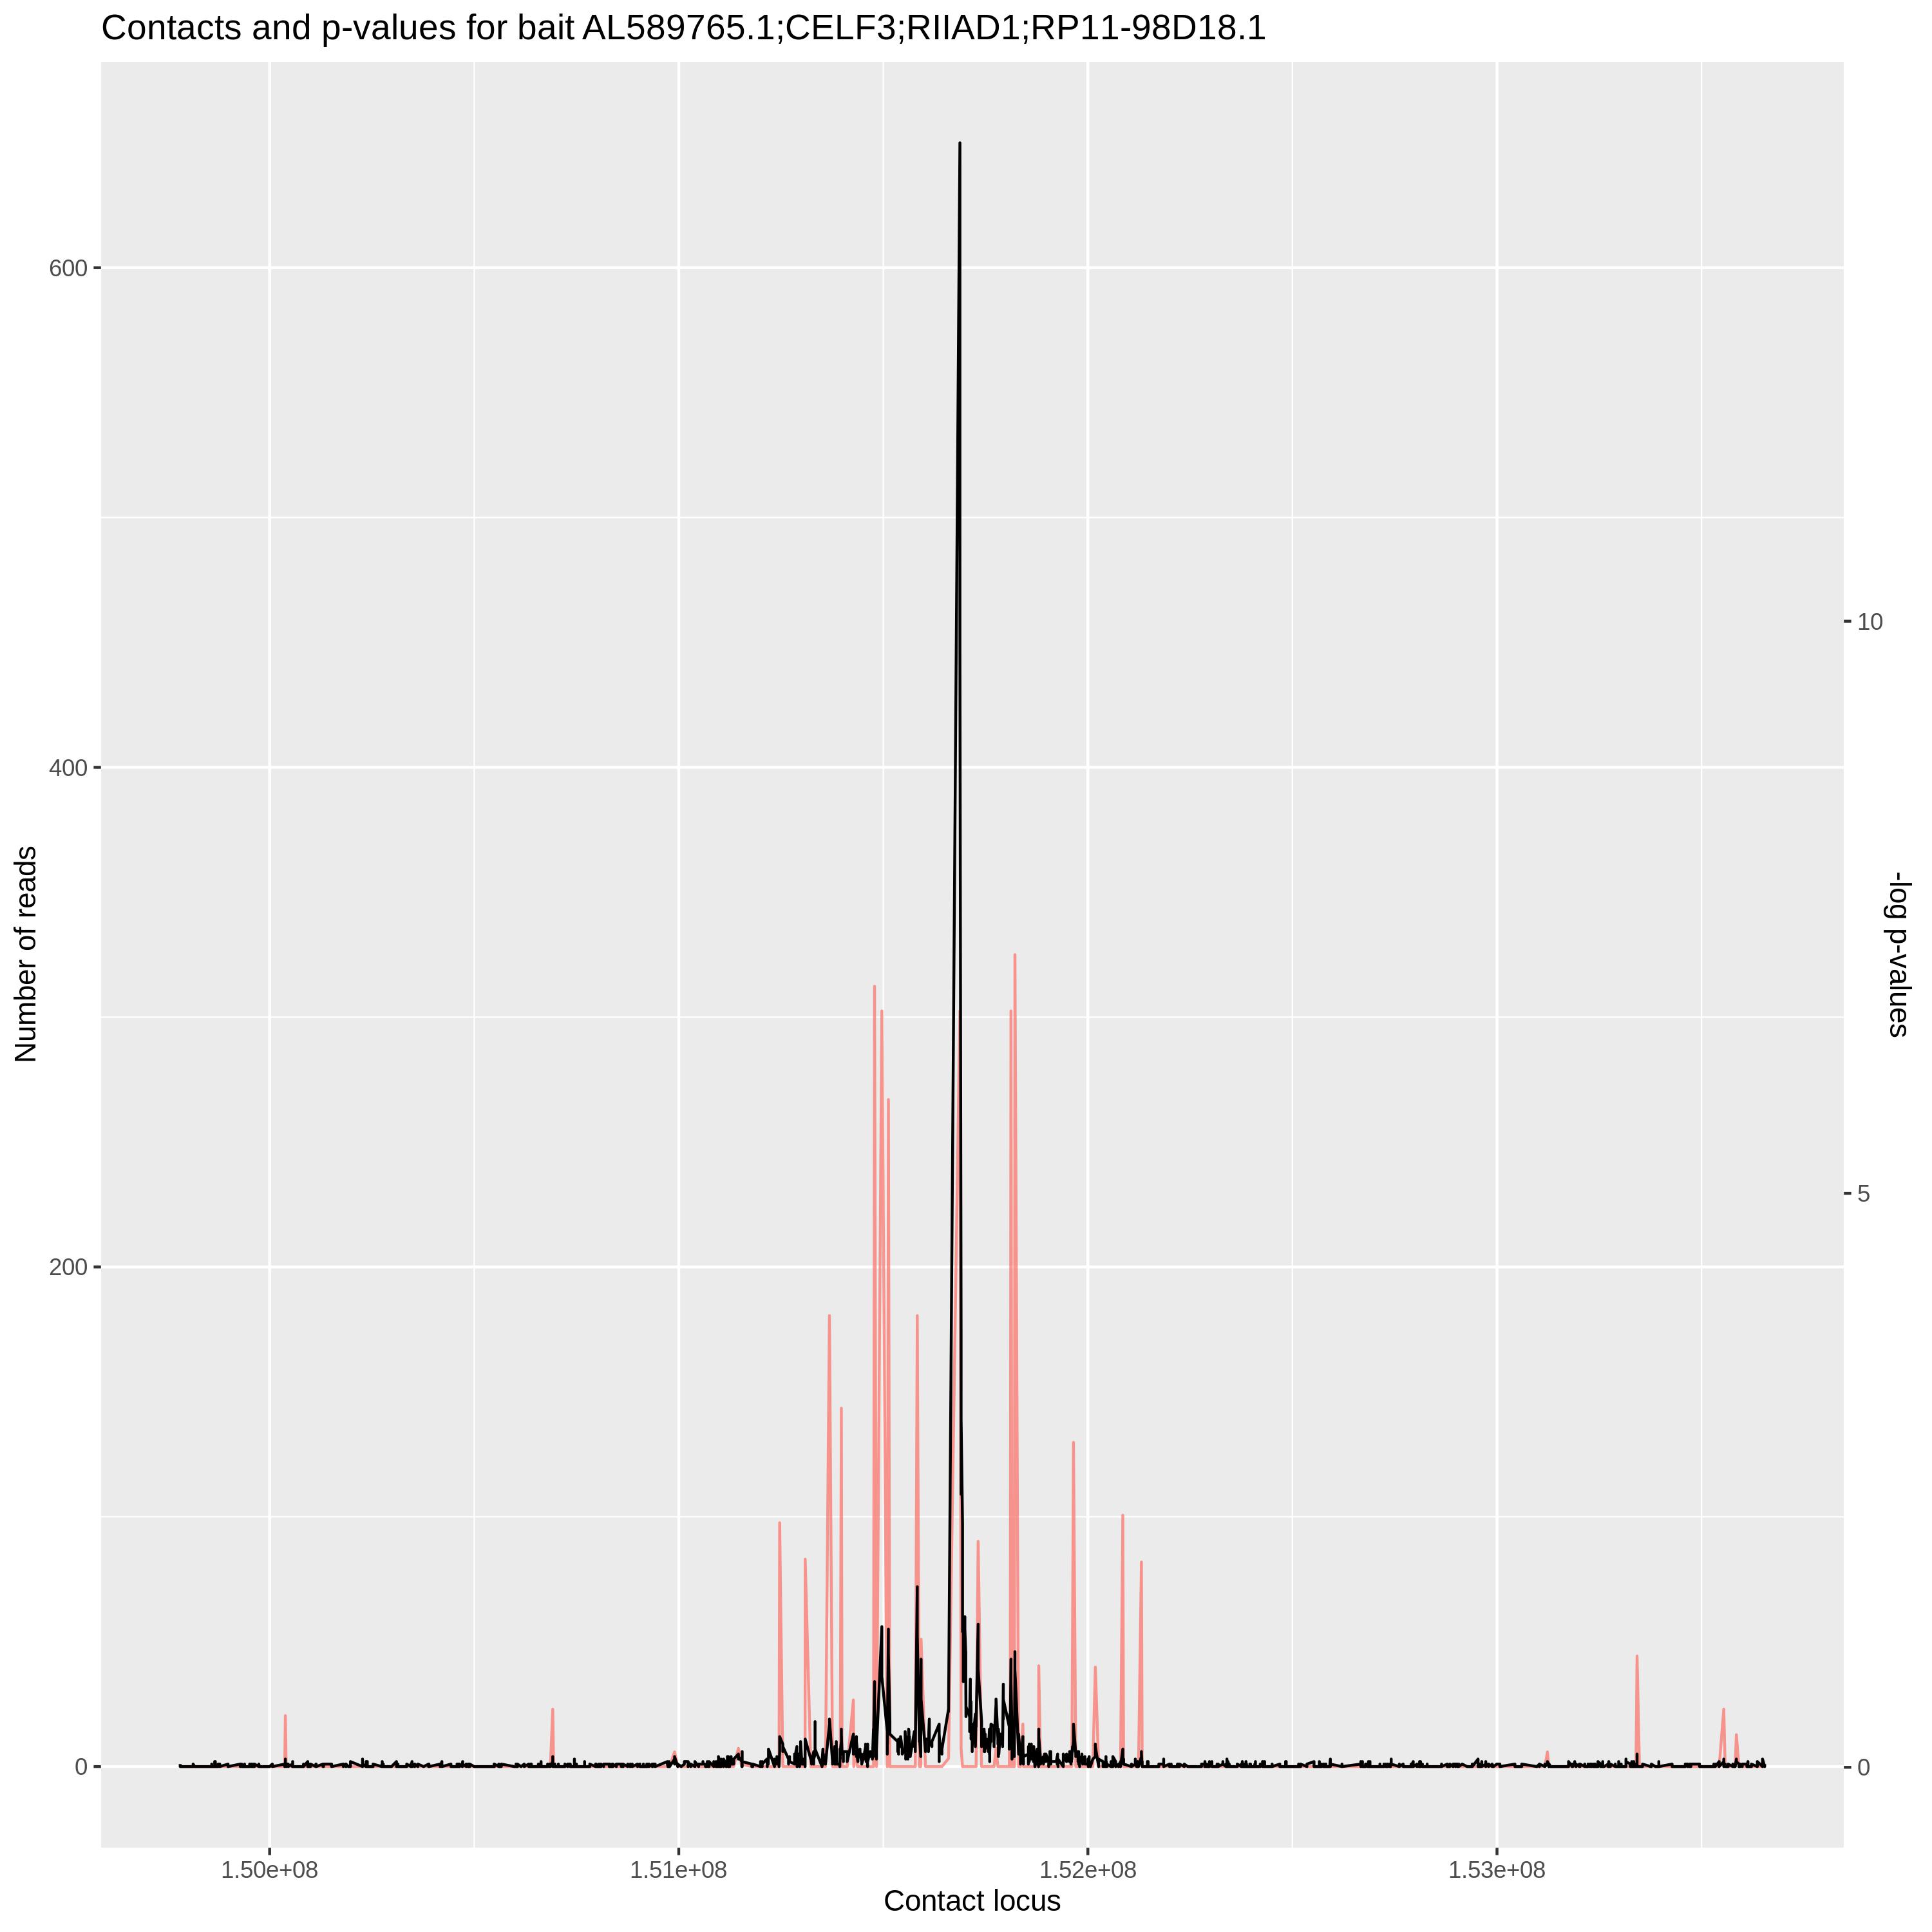 Contacts and p-values for bait AL589765.1;CELF3;RIIAD1;RP11-98D18.1
600
400
200
0
Number of reads
10
5
0
-log p-values
1.50e+08 1.51e+08 1.52e+08 1.53e+08
Contact locus